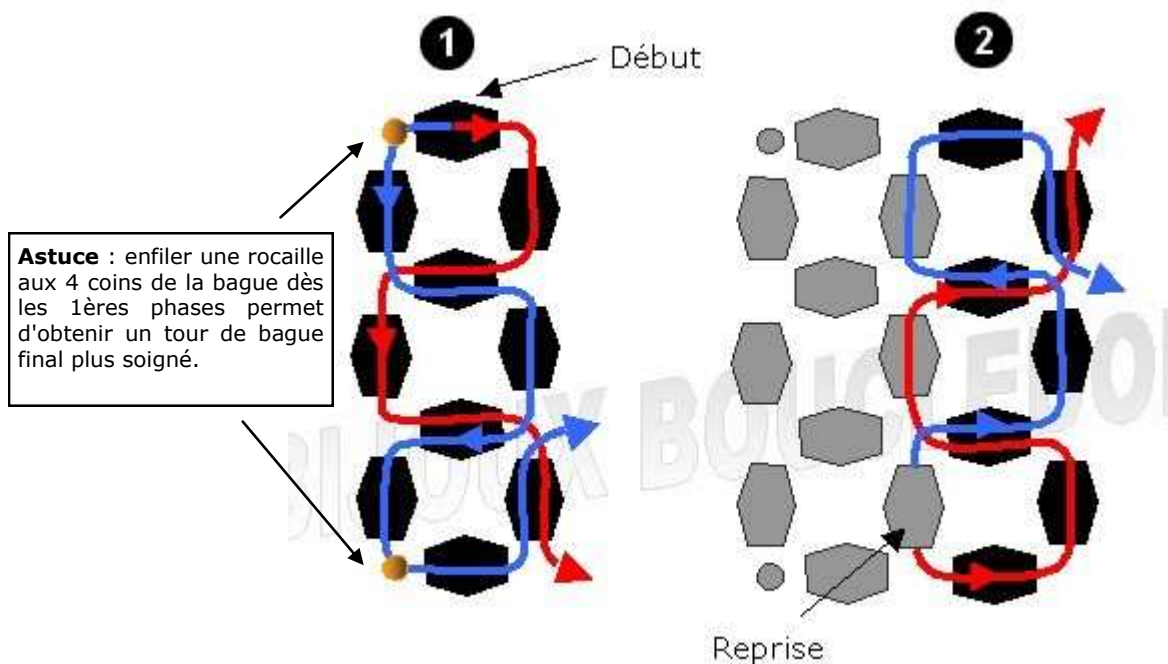 1
2
Début
Astuce : enfiler une rocaille
aux 4 coins de la bague dès
les 1ères phases permet
d'obtenir un tour de bague
final plus soigné.
BIJOUX BOUCLEDOR
Reprise